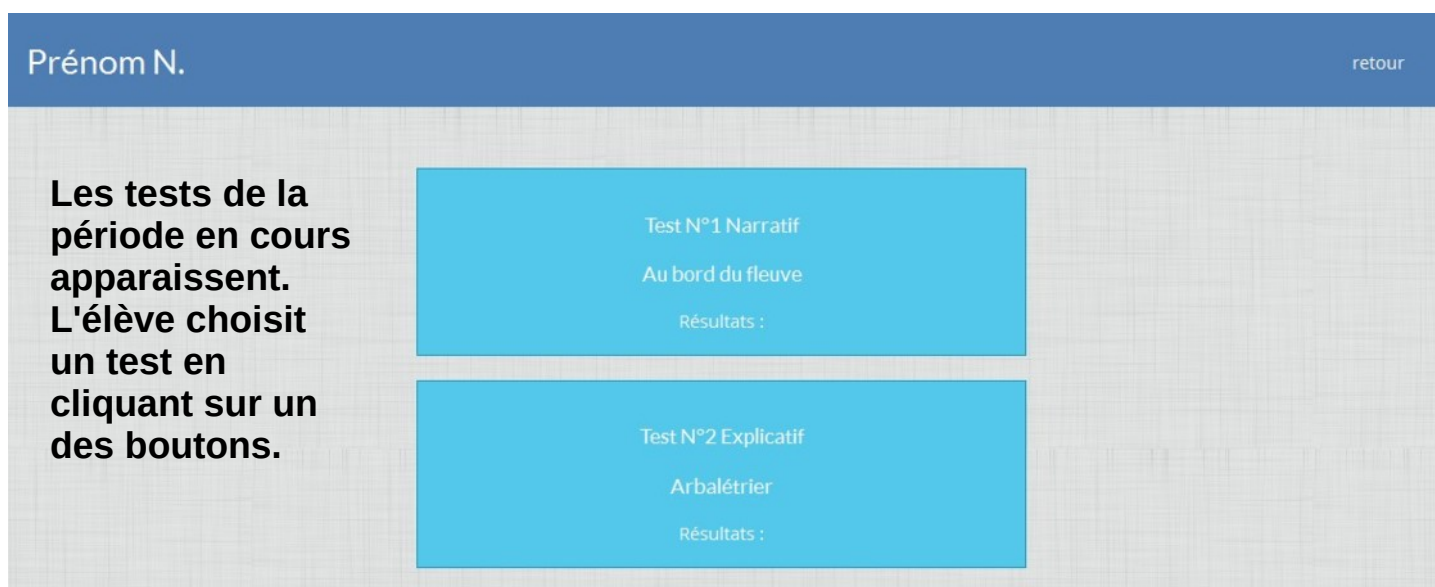 Prénom N.
retour
Les tests de la
période en cours
apparaissent.
L'élève choisit
un test en
cliquant sur un
des boutons.
Test N°1 Narratif
Au bord du fleuve
Résultats :
Test N°2 Explicatif
Arbalétrier
Résultats :